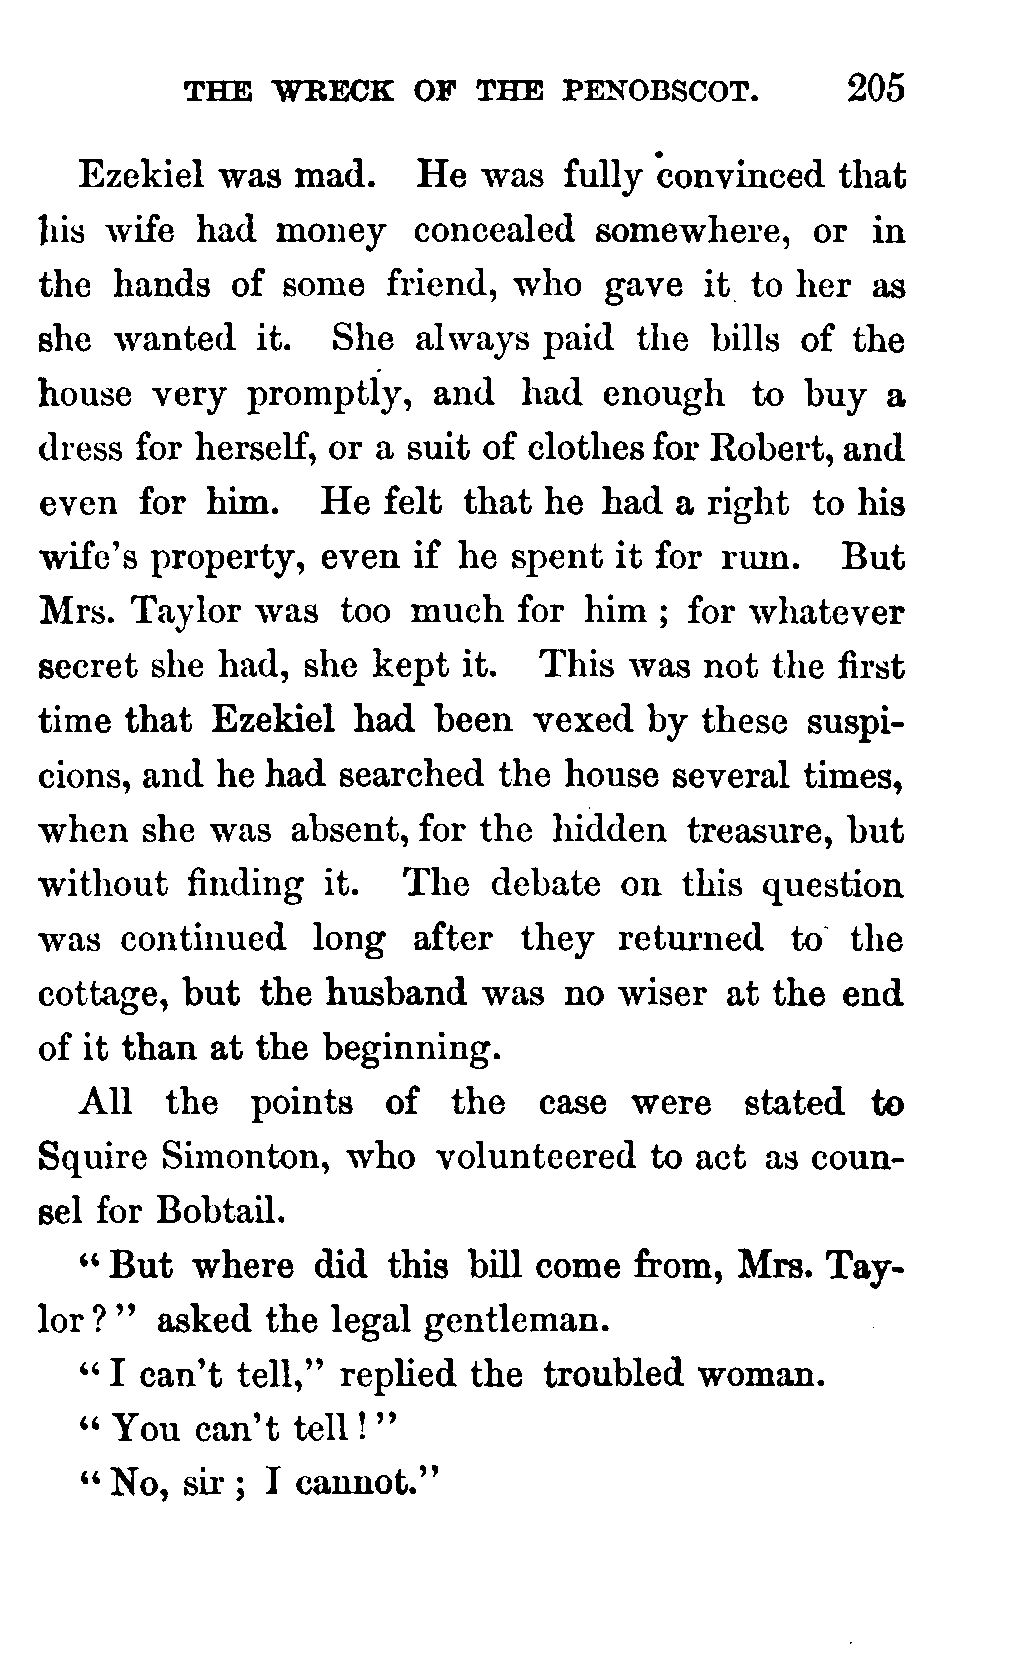 THE WRECK OF THE PENOBSCOT. 205
Ezekiel was mad. He was fully convinced that
his wife had money concealed somewhere, or in
the hands of some friend, who gave it to her as
she wanted it. She always paid the bills of the
house very promptly, and had enough to buy a
dress for herself, or a suit of clothes for Robert, and
even for him. He felt that he had a right to his
wife's property, even if he spent it for rum. But
Mrs. Taylor was too much for him ; for whatever
secret she had, she kept it. This was not the first
time that Ezekiel had been vexed by these suspi-
cions, and he had searched the house several times,
when she was absent, for the hidden treasure, but
without finding it. The debate on this question
was continued long after they returned to the
cottage, but the husband was no wiser at the end
of it than at the beginning.
All the points of the case were stated to
Squire Simonton, who volunteered to act as coun-
sel for Bobtail.
“ But where did this bill come from, Mrs. Tay-
lor ? ” asked the legal gentleman.
“ I can't tell,” replied the troubled woman.
“ You can't tell ! ”
“ No, sir ; I cannot.”